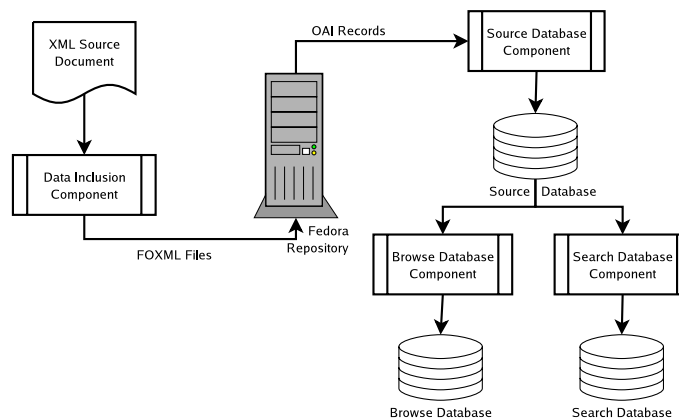 XML Source
Document
Data Inclusion
Component
FOXML Files
Fedora
Repository
OAI Records
Source Database
Component
Source Database
Browse Database
Component
Search Database
Component
Browse Database
Search Database